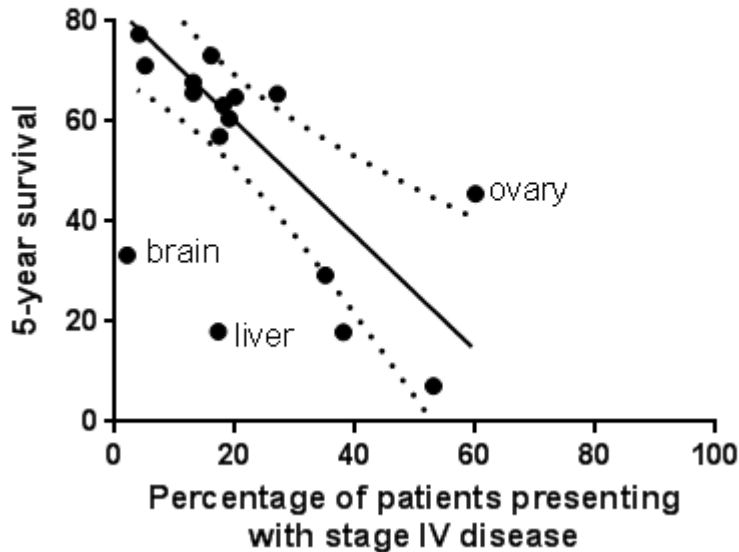 80
60
40
20
0
5-year survival
brain
liver
ovary
0 20 40 60 80 100
Percentage of patients presenting
with stage IV disease